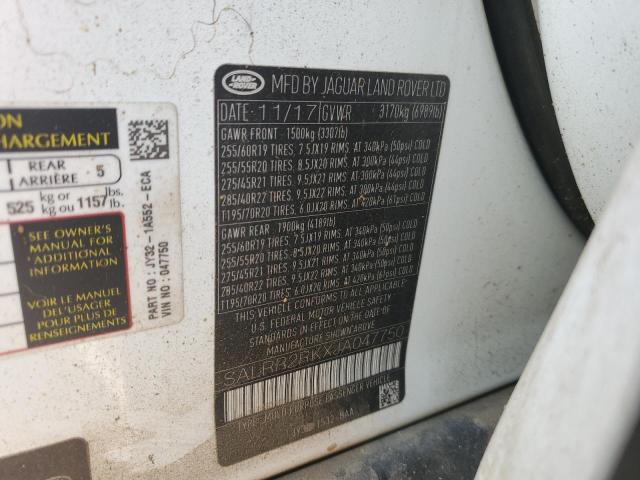 ON
CHARGEMENT
REAR
ARRIÈRE 5
525 kg or
kg ou 1157 lbs.
lb.
SEE OWNER'S
MANUAL FOR
ADDITIONAL
INFORMATION
VOIR LE MANUEL
DE L'USAGER
POUR PLUS DE
RENSEIGNEMENTS
PART NO: JY32-1A552-ECA
VIN NO: 047750
LAND-ROVER
MFD BY JAGUAR LAND ROVER LTD
DATE: 11/17 GVWR 3170kg (6989lb)
GAWR FRONT - 1500kg (3307lb)
255/60R19 TIRES: 7.5JX19 RIMS. AT 340kPa (50psi) COLD
255/55R20 TIRES: 8.5JX20 RIMS. AT 300kPa (44psi) COLD
275/45R21 TIRES: 9.5JX21 RIMS. AT 300kPa (44psi) COLD
285/40R22 TIRES: 9.5JX22 RIMS. AT 300kPa (44psi) COLD
T195/70R20 TIRES: 6.0JX20 RIMS. AT 420kPa (61psi) COLD
GAWR REAR - 1900kg (4189lb)
255/60R19 TIRES: 7.5JX19 RIMS. AT 340kPa (50psi) COLD
255/55R20 TIRES: 8.5JX20 RIMS. AT 340kPa (50psi) COLD
275/45R21 TIRES: 9.5JX21 RIMS. AT 340kPa (50psi) COLD
285/40R22 TIRES: 9.5JX22 RIMS. AT 340kPa (50psi) COLD
T195/70R20 TIRES: 6.0JX20 RIMS. AT 420kPa (61psi) COLD
THIS VEHICLE CONFORMS TO ALL APPLICABLE
U.S. FEDERAL MOTOR VEHICLE SAFETY STANDARDS IN EFFECT ON THE DATE OF
MANUFACTURE SHOWN ABOVE.
SALRR2RKXJA047750
TYPE: MULTI-PURPOSE PASSENGER VEHICLE